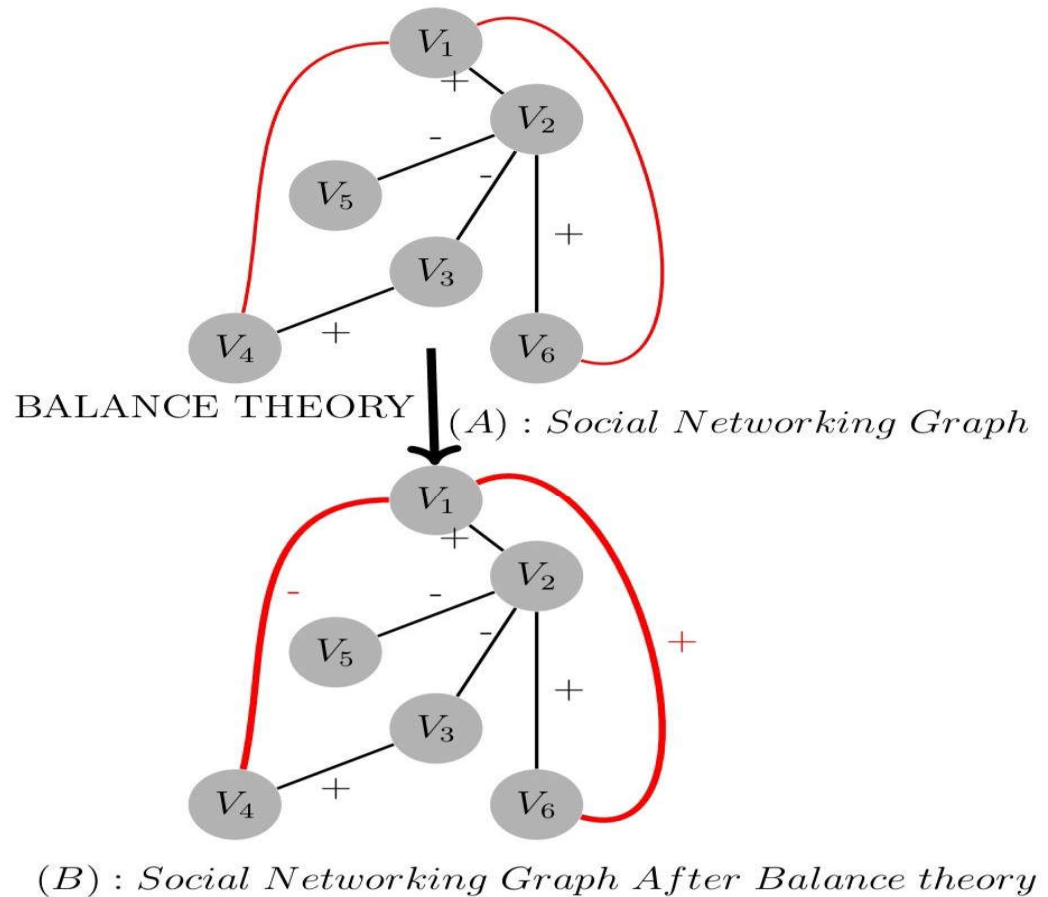 V1
+
V2
-
V5
-
+
V3
+
V4
V6
BALANCE THEORY
(A) : Social Networking Graph
V1
+
V2
-
-
V5
-
+
+
V3
+
V4
V6
(B) : Social Networking Graph After Balance theory